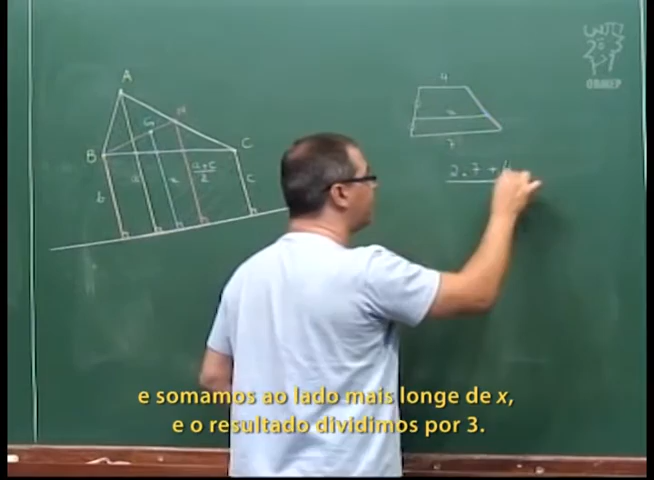 A
G
M
B
C
a+c
2
b
a
x
c
4
x
7
2.7+4
OBMEP
e somamos ao lado mais longe de x,
e o resultado dividimos por 3.